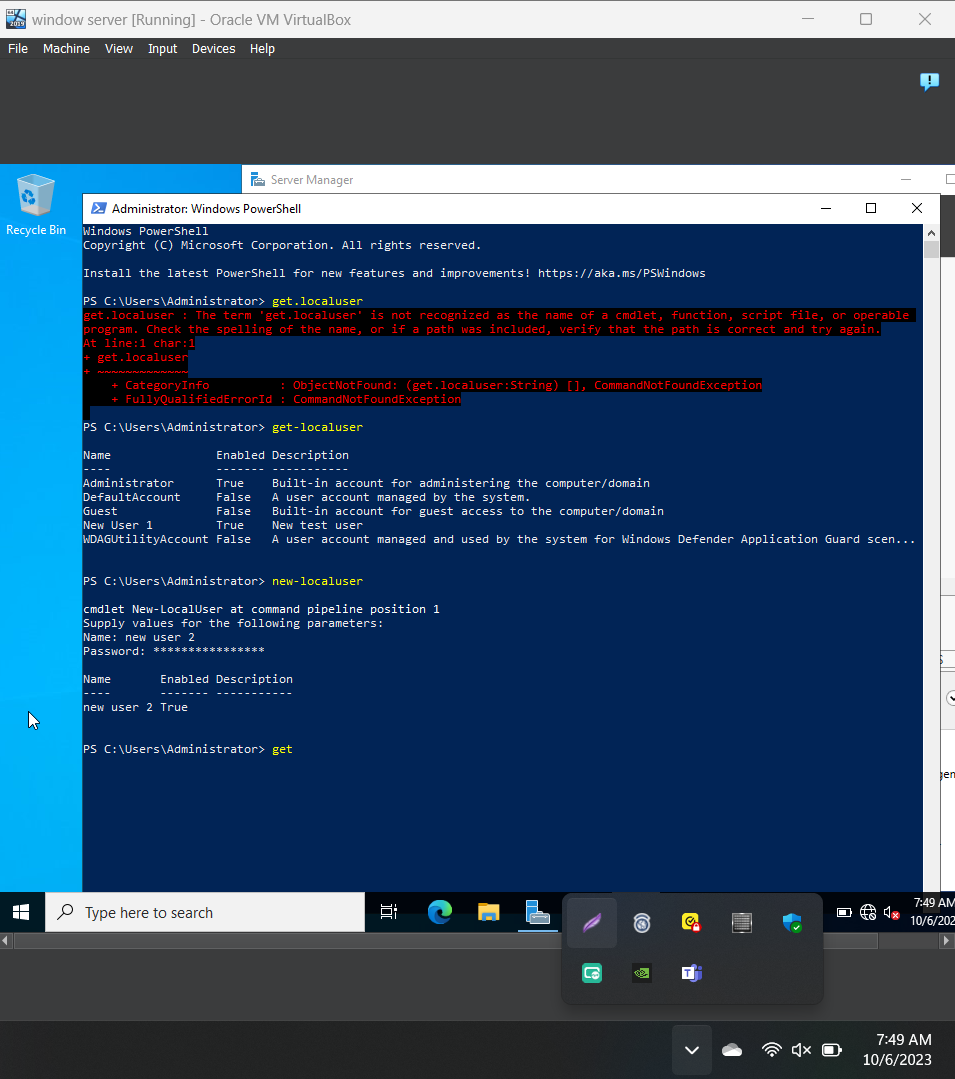 window server [Running] - Oracle VM VirtualBox
File Machine View Input Devices Help
Server Manager
Recycle Bin
Administrator: Windows PowerShell
Windows PowerShell
Copyright (C) Microsoft Corporation. All rights reserved.
Install the latest PowerShell for new features and improvements! https://aka.ms/PSWindows
PS C:\Users\Administrator> get.localuser
get.localuser : The term 'get.localuser' is not recognized as the name of a cmdlet, function, script file, or operable
program. Check the spelling of the name, or if a path was included, verify that the path is correct and try again.
At line:1 char:1
+ get.localuser
+ ~~~~~~~~~~~~~
    + CategoryInfo          : ObjectNotFound: (get.localuser:String) [], CommandNotFoundException
    + FullyQualifiedErrorId : CommandNotFoundException
PS C:\Users\Administrator> get-localuser
Name               Enabled Description
----               ------- -----------
Administrator      True    Built-in account for administering the computer/domain
DefaultAccount     False   A user account managed by the system.
Guest              False   Built-in account for guest access to the computer/domain
New User 1         True    New test user
WDAGUtilityAccount False   A user account managed and used by the system for Windows Defender Application Guard scen...
PS C:\Users\Administrator> new-localuser
cmdlet New-LocalUser at command pipeline position 1
Supply values for the following parameters:
Name: new user 2
Password: ****************
Name       Enabled Description
----       ------- -----------
new user 2 True
PS C:\Users\Administrator> get
Type here to search
7:49 AM
10/6/202
7:49 AM
10/6/2023